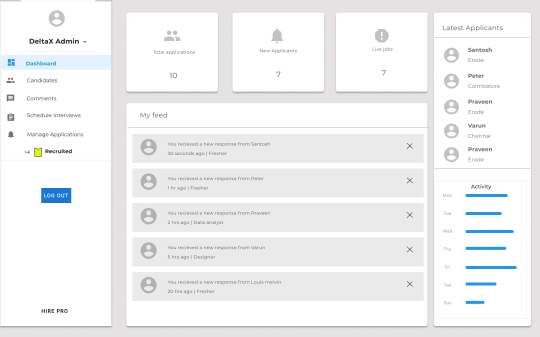 DeltaX Admin
Dashboard
Candidates
Comments
Schedule Interviews
Manage Applications
Recruited
LOG OUT
HIRE PRO
Total applications
10
New Applicants
7
Live jobs
7
My feed
You recieved a new response from Santosh
30 seconds ago | Fresher
You recieved a new response from Peter
1 hr ago | Fresher
You recieved a new response from Praveen
2 hrs ago | Data analyst
You recieved a new response from Varun
5 hrs ago | Designer
You recieved a new response from Louis melvin
20 hrs ago | Fresher
Latest Applicants
Santosh
Erode
Peter
Coimbatore
Praveen
Erode
Varun
Chennai
Praveen
Erode
Activity
Mon
Tue
Wed
Thu
Fri
Sat
Sun